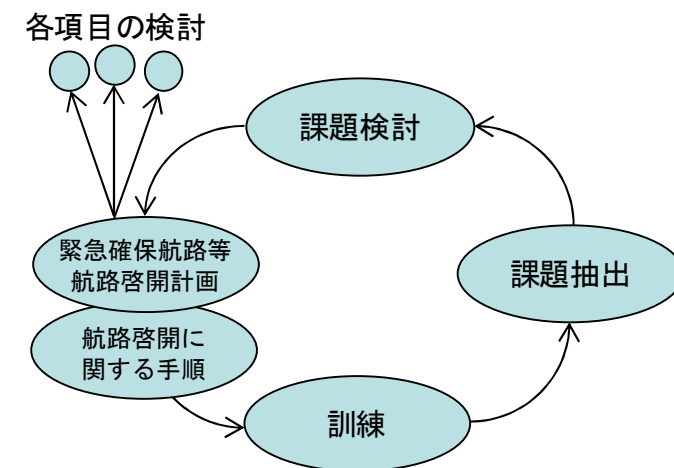 各項目の検討
課題検討
緊急確保航路等
航路啓開計画
課題抽出
航路啓開に
関する手順
訓練